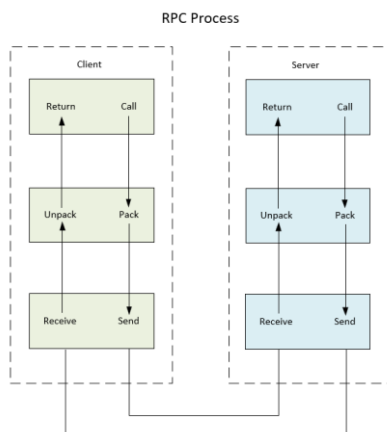 RPC Process
Client
Server
Return Call
Return Call
Unpack Pack
Unpack Pack
Receive Send
Receive Send